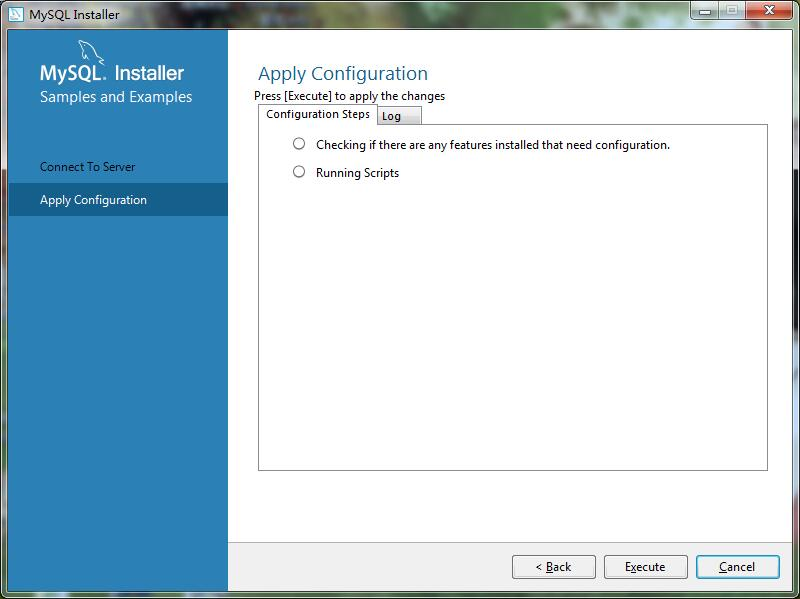 MySQL Installer
MySQL. Installer
Samples and Examples
Connect To Server
Apply Configuration
Apply Configuration
Press [Execute] to apply the changes
Configuration Steps
Log
Checking if there are any features installed that need configuration.
Running Scripts
< Back
Execute
Cancel